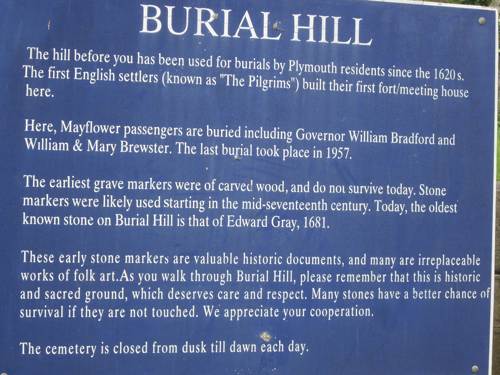 BURIAL HILL
The hill before you has been used for burials by Plymouth residents since the 1620s.
The first English settlers (known as "The Pilgrims") built their first fort/meeting house
here.
Here, Mayflower passengers are buried including Governor William Bradford and
William & Mary Brewster. The last burial took place in 1957.
The earliest grave markers were of carved wood, and do not survive today. Stone
markers were likely used starting in the mid-seventeenth century. Today, the oldest
known stone on Burial Hill is that of Edward Gray, 1681.
These early stone markers are valuable historic documents, and many are irreplaceable
works of folk art.As you walk through Burial Hill, please remember that this is historic
and sacred ground, which deserves care and respect. Many stones have a better chance of
survival if they are not touched. We appreciate your cooperation.
The cemetery is closed from dusk till dawn each day.